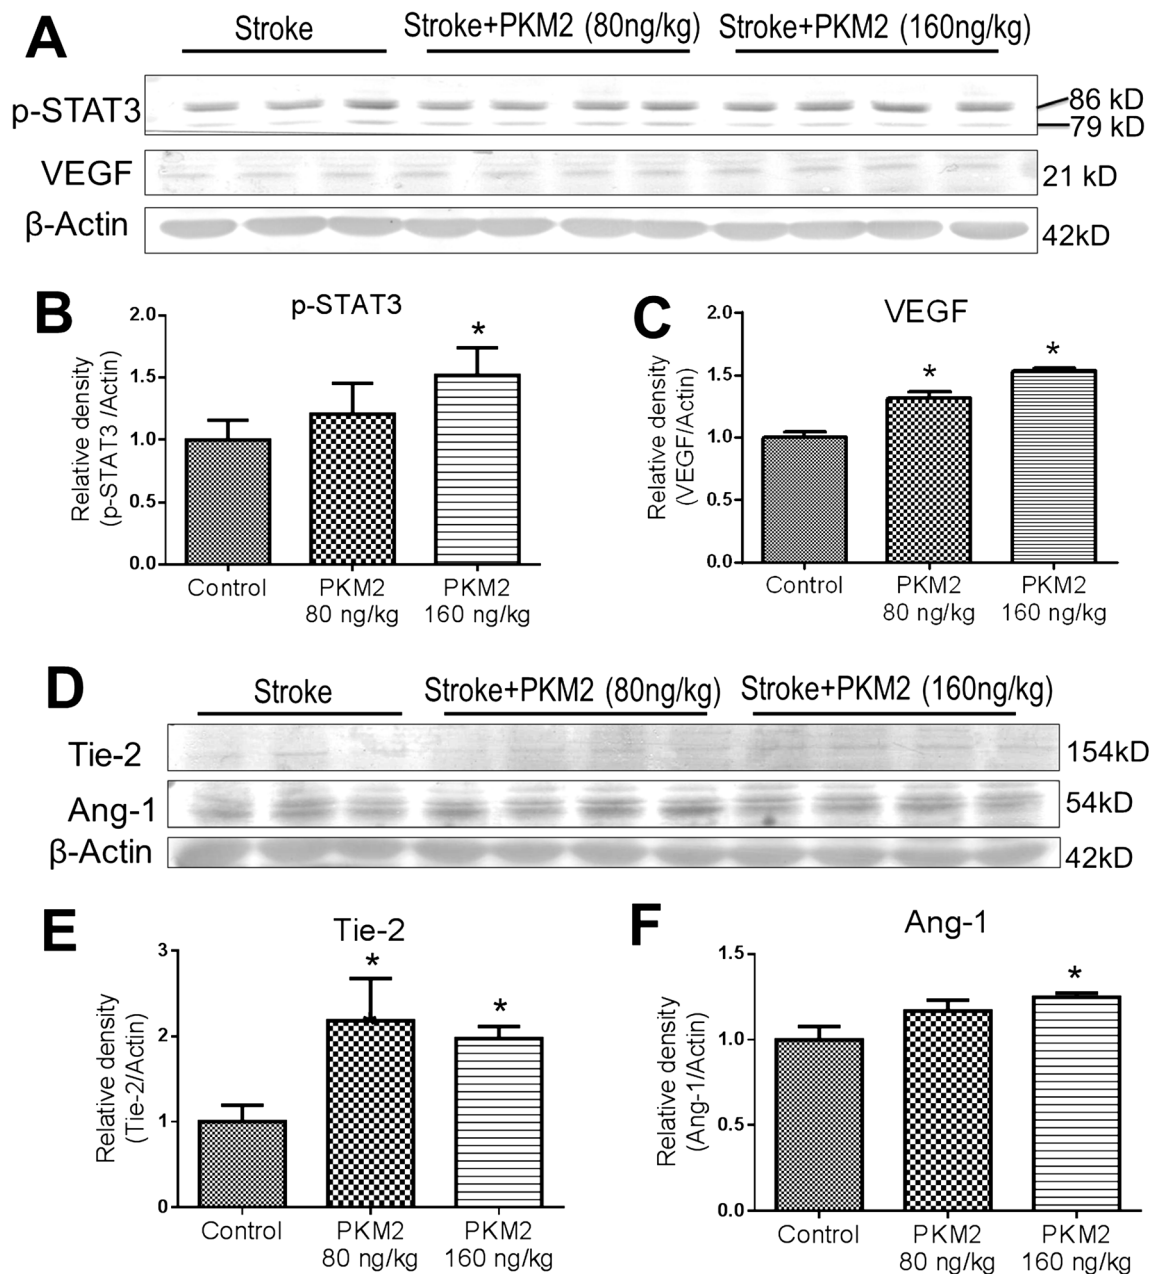 A
Stroke
Stroke+PKM2 (80ng/kg)
Stroke+PKM2 (160ng/kg)
p-STAT3
86 kD
79 kD
VEGF
21 kD
β-Actin
42kD
B
p-STAT3
Relative density
(p-STAT3 /Actin)
2.0
1.5
1.0
0.5
0.0
*
Control
PKM2
80 ng/kg
PKM2
160 ng/kg
C
VEGF
Relative density
(VEGF/Actin)
2.0
1.5
1.0
0.5
0.0
*
*
Control
PKM2
80 ng/kg
PKM2
160 ng/kg
D
Stroke
Stroke+PKM2 (80ng/kg)
Stroke+PKM2 (160ng/kg)
Tie-2
154kD
Ang-1
54kD
β-Actin
42kD
E
Tie-2
Relative density
(Tie-2/Actin)
3
2
1
0
*
*
Control
PKM2
80 ng/kg
PKM2
160 ng/kg
F
Ang-1
Relative density
(Ang-1/Actin)
1.5
1.0
0.5
0.0
*
Control
PKM2
80 ng/kg
PKM2
160 ng/kg